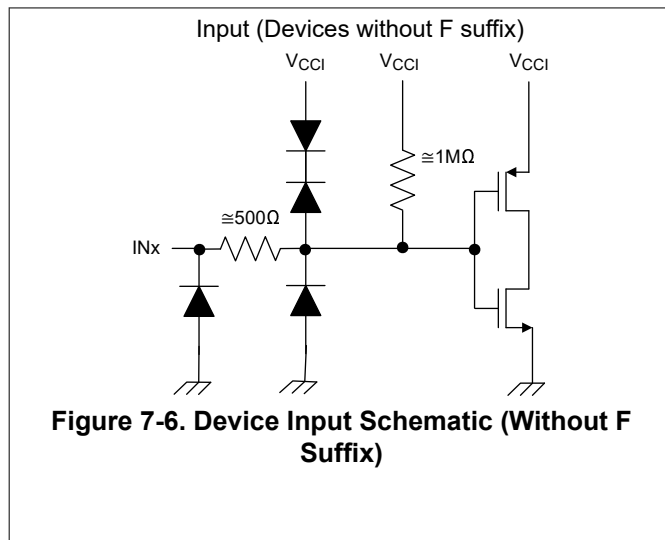 Input (Devices without F suffix)
VCCI VCCI VCCI
≅1MΩ
≅500Ω
INx
Figure 7-6. Device Input Schematic (Without F
Suffix)